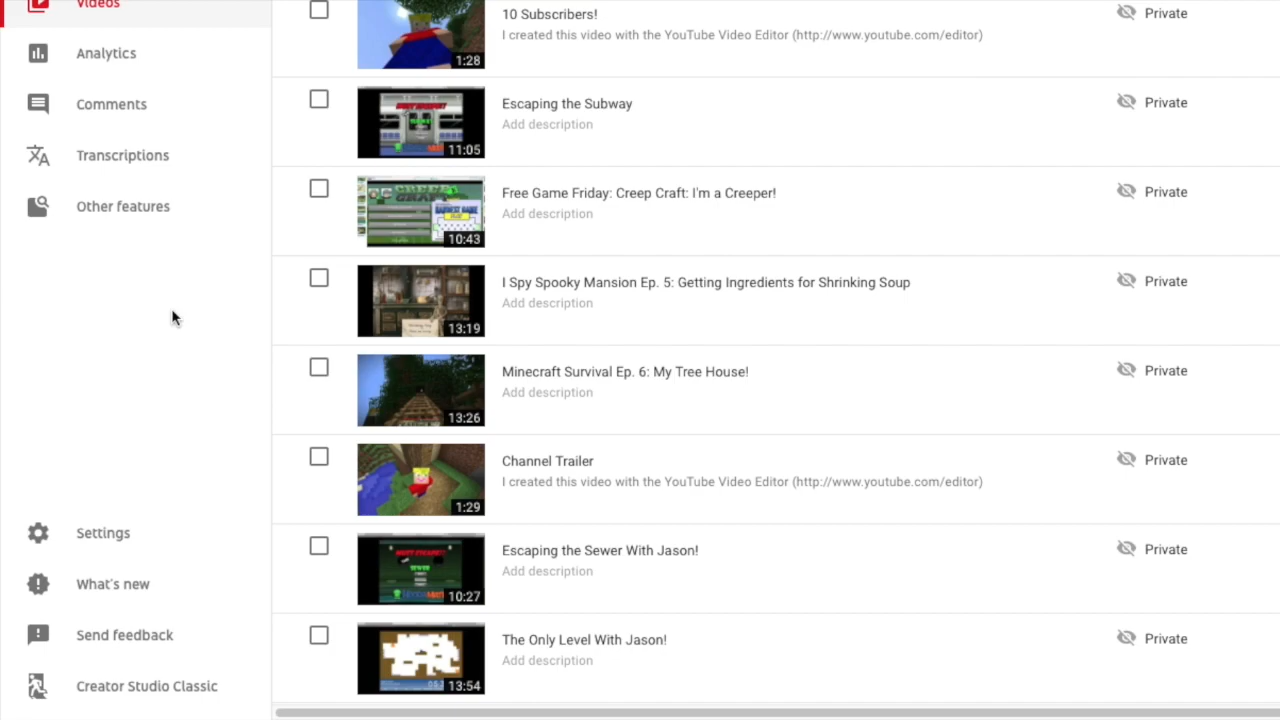 Videos
Analytics
Comments
Transcriptions
Other features
Settings
What's new
Send feedback
Creator Studio Classic
10 Subscribers!
I created this video with the YouTube Video Editor (http://www.youtube.com/editor)
1:28
Private
Escaping the Subway
Add description
11:05
Private
Free Game Friday: Creep Craft: I'm a Creeper!
Add description
10:43
Private
I Spy Spooky Mansion Ep. 5: Getting Ingredients for Shrinking Soup
Add description
13:19
Private
Minecraft Survival Ep. 6: My Tree House!
Add description
13:26
Private
Channel Trailer
I created this video with the YouTube Video Editor (http://www.youtube.com/editor)
1:29
Private
Escaping the Sewer With Jason!
Add description
10:27
Private
The Only Level With Jason!
Add description
13:54
Private